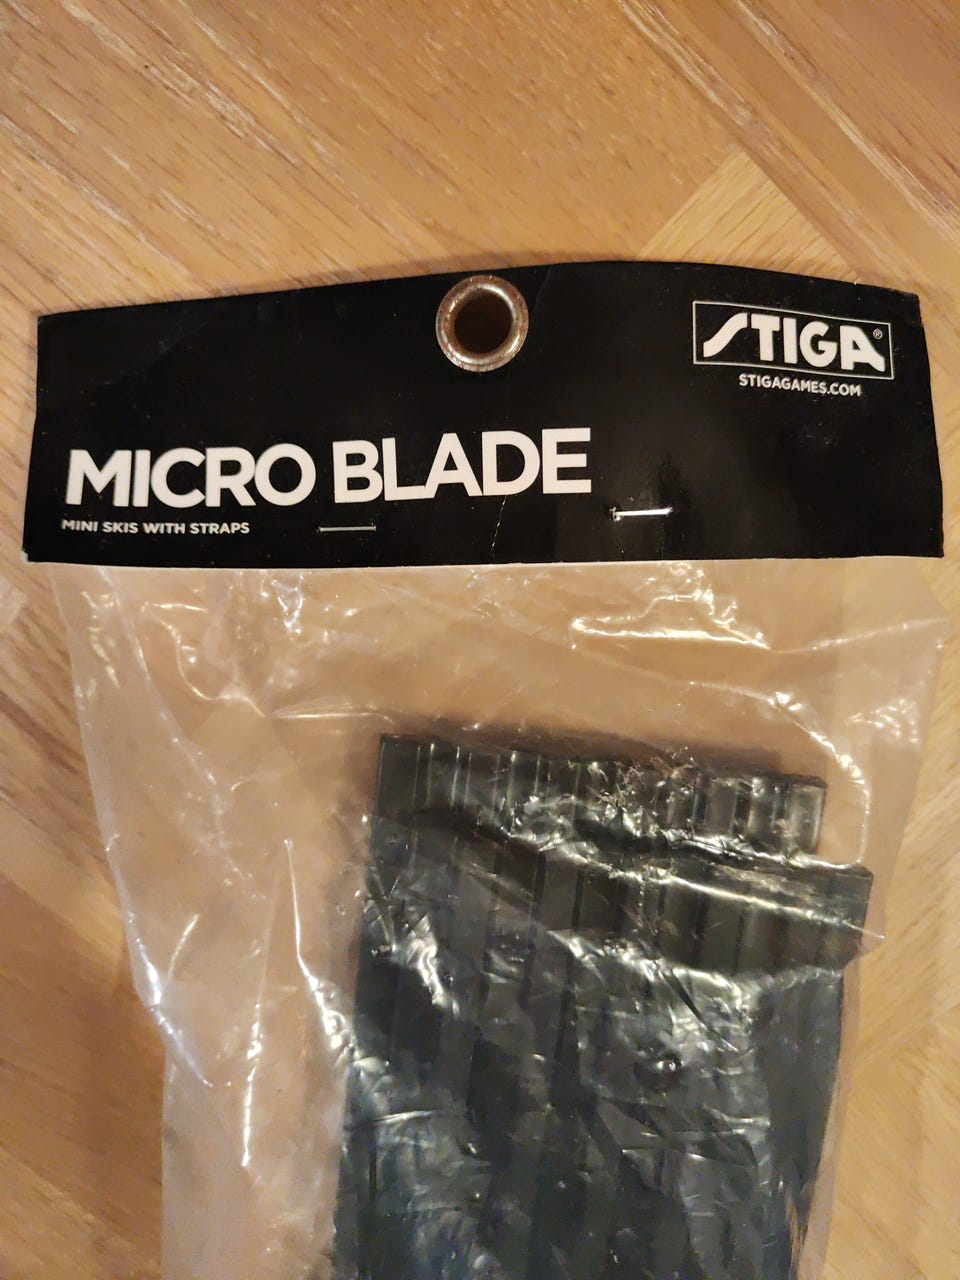 STIGA®
STIGAGAMES.COM
MICRO BLADE
MINI SKIS WITH STRAPS